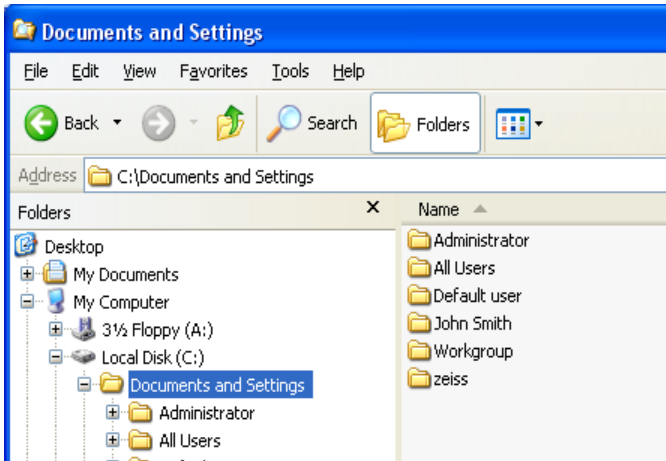 Documents and Settings
File Edit View Favorites Tools Help
Back Search Folders
Address C:\Documents and Settings
Folders X Name
Desktop
My Documents
My Computer
3½ Floppy (A:)
Local Disk (C:)
Documents and Settings
Administrator
All Users
Administrator
All Users
Default user
John Smith
Workgroup
zeiss